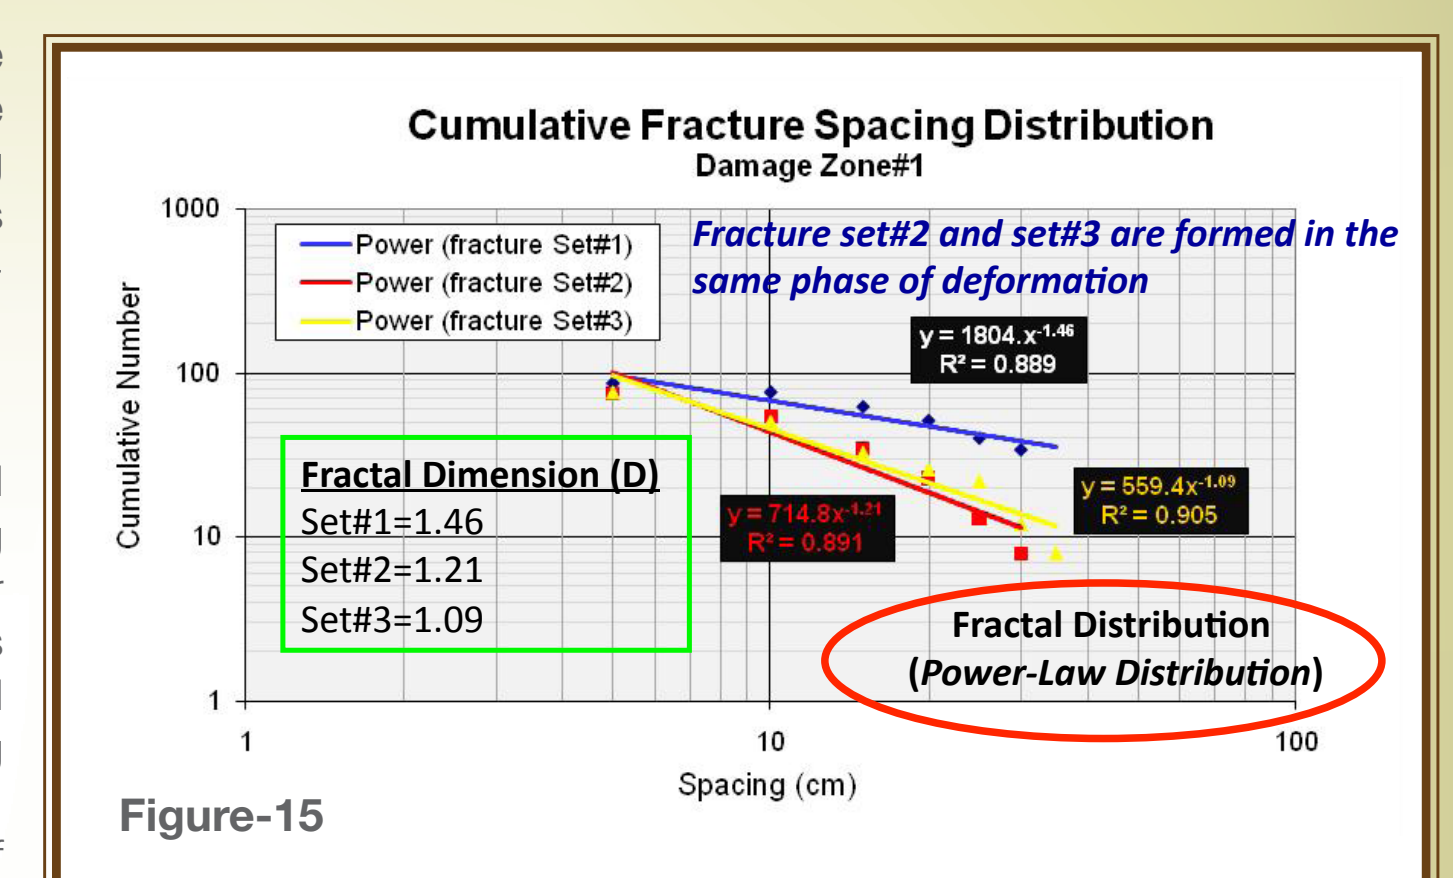 Cumulative Fracture Spacing Distribution
Damage Zone#1
Fracture set#2 and set#3 are formed in the
same phase of deformation
Power (fracture Set#1)
Power (fracture Set#2)
Power (fracture Set#3)
y = 1804.x^-1.46
R² = 0.889
y = 559.4x^-1.09
R² = 0.905
y = 714.8x^-1.21
R² = 0.891
Fractal Dimension (D)
Set#1=1.46
Set#2=1.21
Set#3=1.09
Fractal Distribution
(Power-Law Distribution)
Cumulative Number
1000
100
10
1
1
10
100
Spacing (cm)
Figure-15